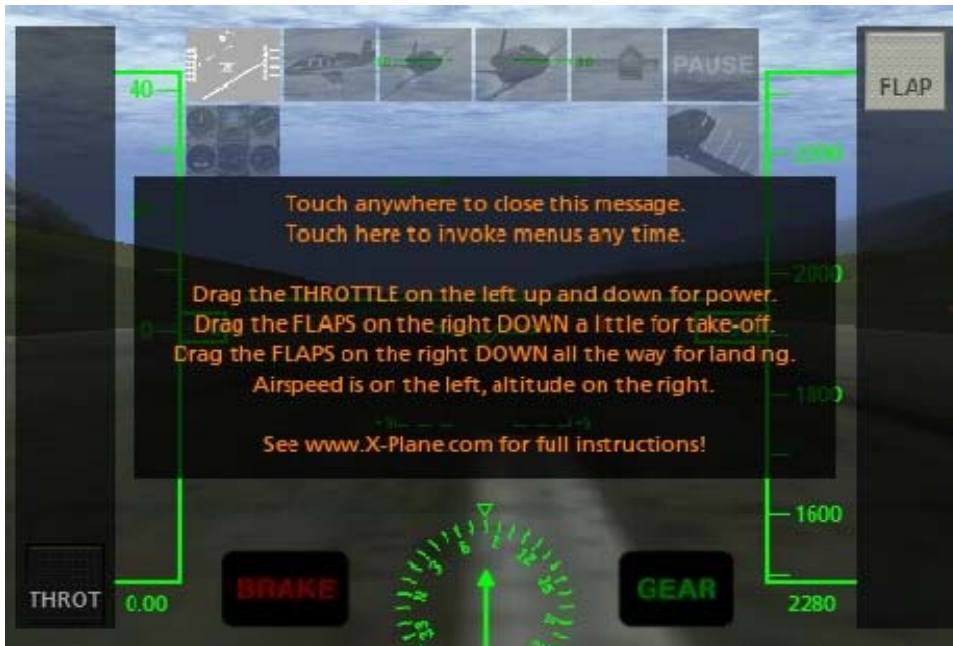 PAUSE
FLAP
40
2000
1800
Touch anywhere to close this message.
Touch here to invoke menus any time.
Drag the THROTTLE on the left up and down for power.
Drag the FLAPS on the right DOWN a little for take-off.
Drag the FLAPS on the right DOWN all the way for landing.
Airspeed is on the left, altitude on the right.
See www.X-Plane.com for full instructions!
1600
THROT
0.00
BRAKE
GEAR
2280